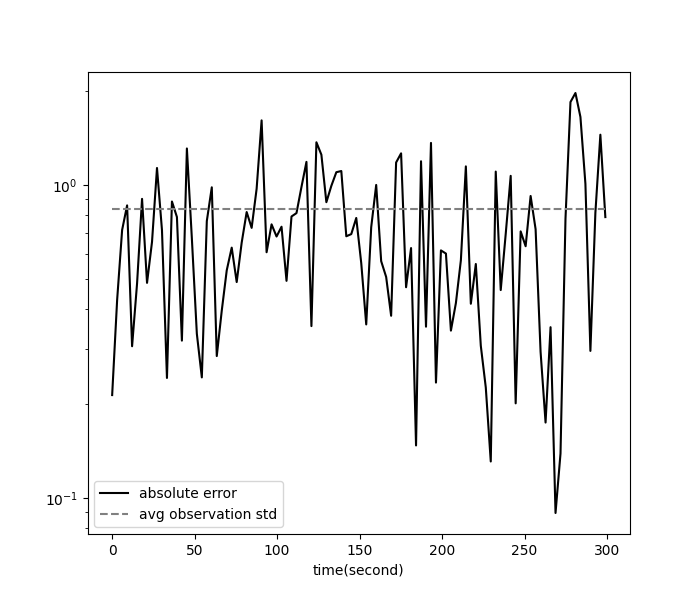 10⁰
10⁻¹
absolute error
avg observation std
0 50 100 150 200 250 300
time(second)